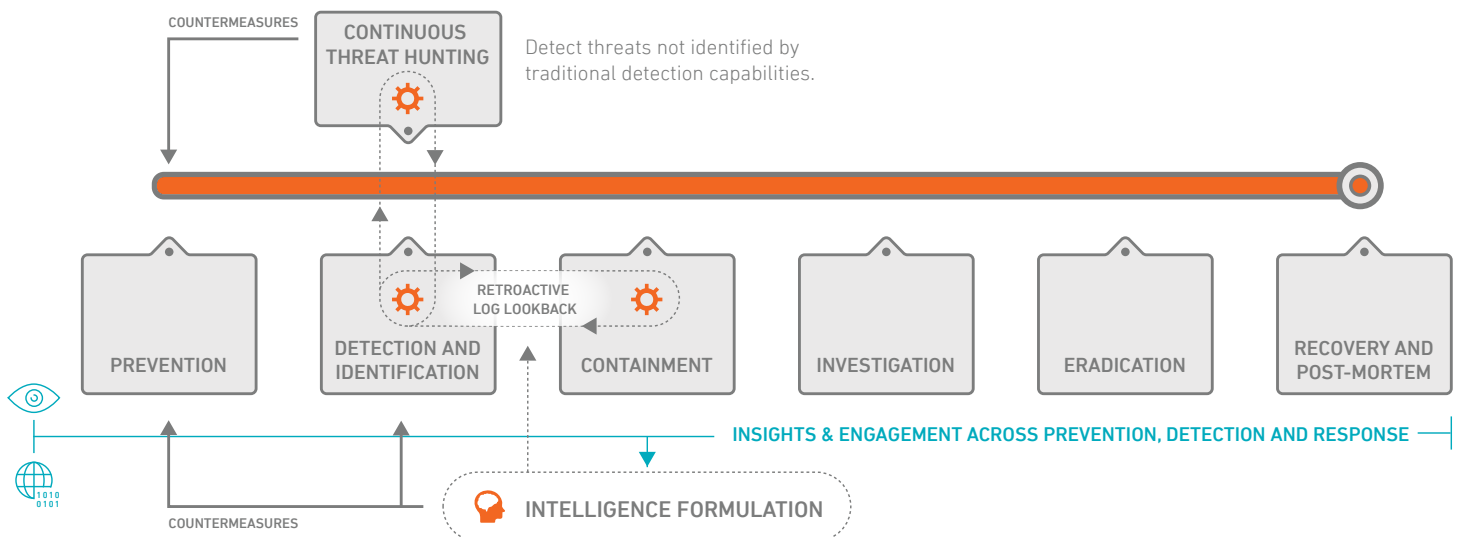 COUNTERMEASURES
CONTINUOUS
THREAT HUNTING
Detect threats not identified by
traditional detection capabilities.
RETROACTIVE
LOG LOOKBACK
PREVENTION
DETECTION AND
IDENTIFICATION
CONTAINMENT
INVESTIGATION
ERADICATION
RECOVERY AND
POST-MORTEM
INSIGHTS & ENGAGEMENT ACROSS PREVENTION, DETECTION AND RESPONSE
1010
0101
INTELLIGENCE FORMULATION
COUNTERMEASURES